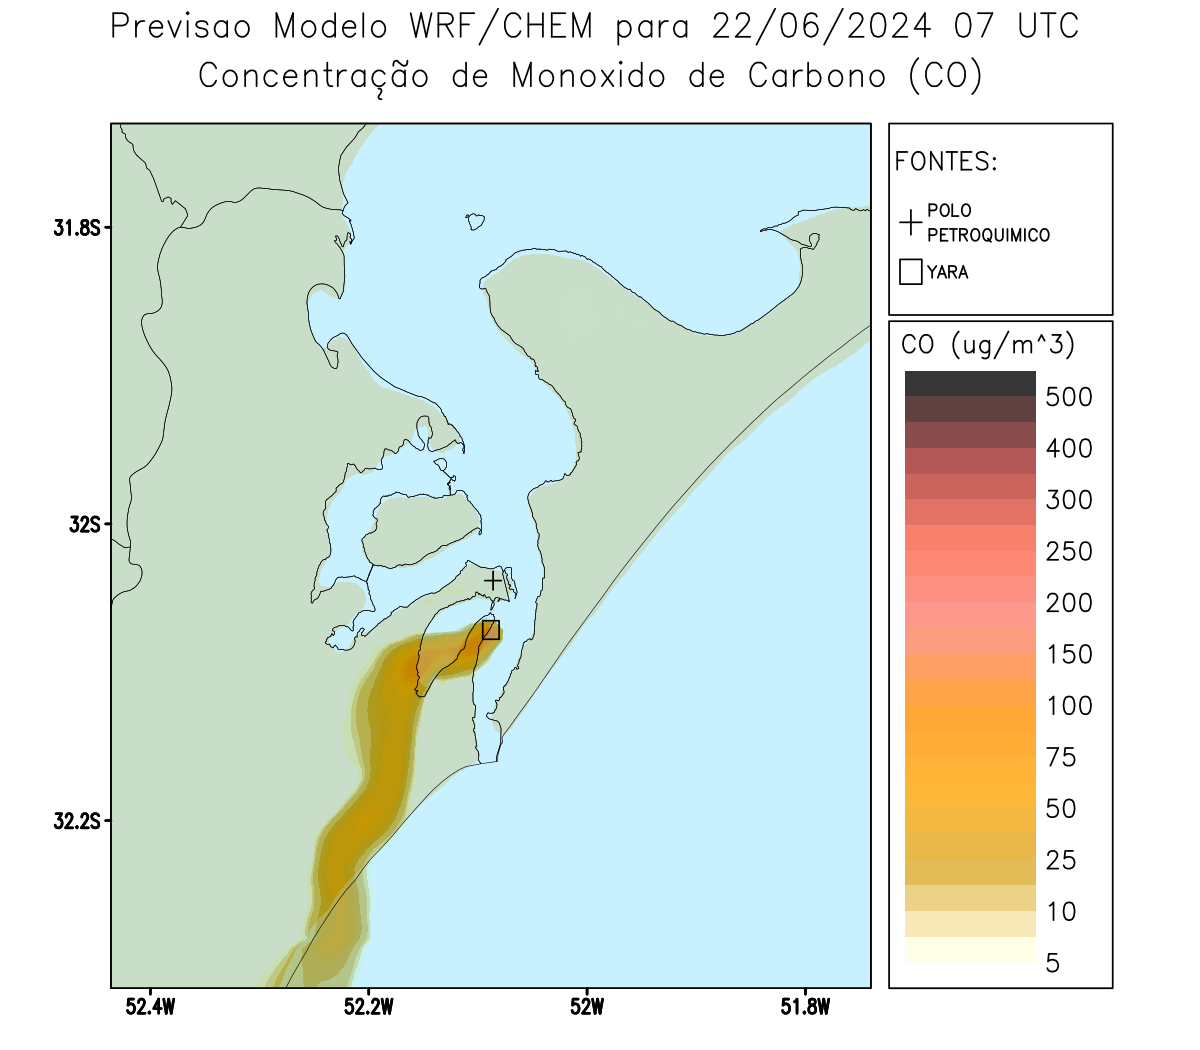 Previsao Modelo WRF/CHEM para 22/06/2024 07 UTC
Concentração de Monoxido de Carbono (CO)
FONTES:
POLO
PETROQUIMICO
YARA
CO (ug/m^3)
500
400
300
250
200
150
100
75
50
25
10
5
31.8S
32S
32.2S
52.4W
52.2W
52W
51.8W